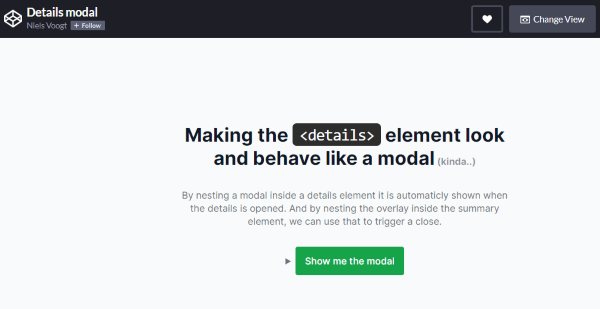 Details modal
Niels Voogt + Follow
Change View
Making the <details> element look
and behave like a modal (kinda..)
By nesting a modal inside a details element it is automaticly shown when
the details is opened. And by nesting the overlay inside the summary
element, we can use that to trigger a close.
Show me the modal